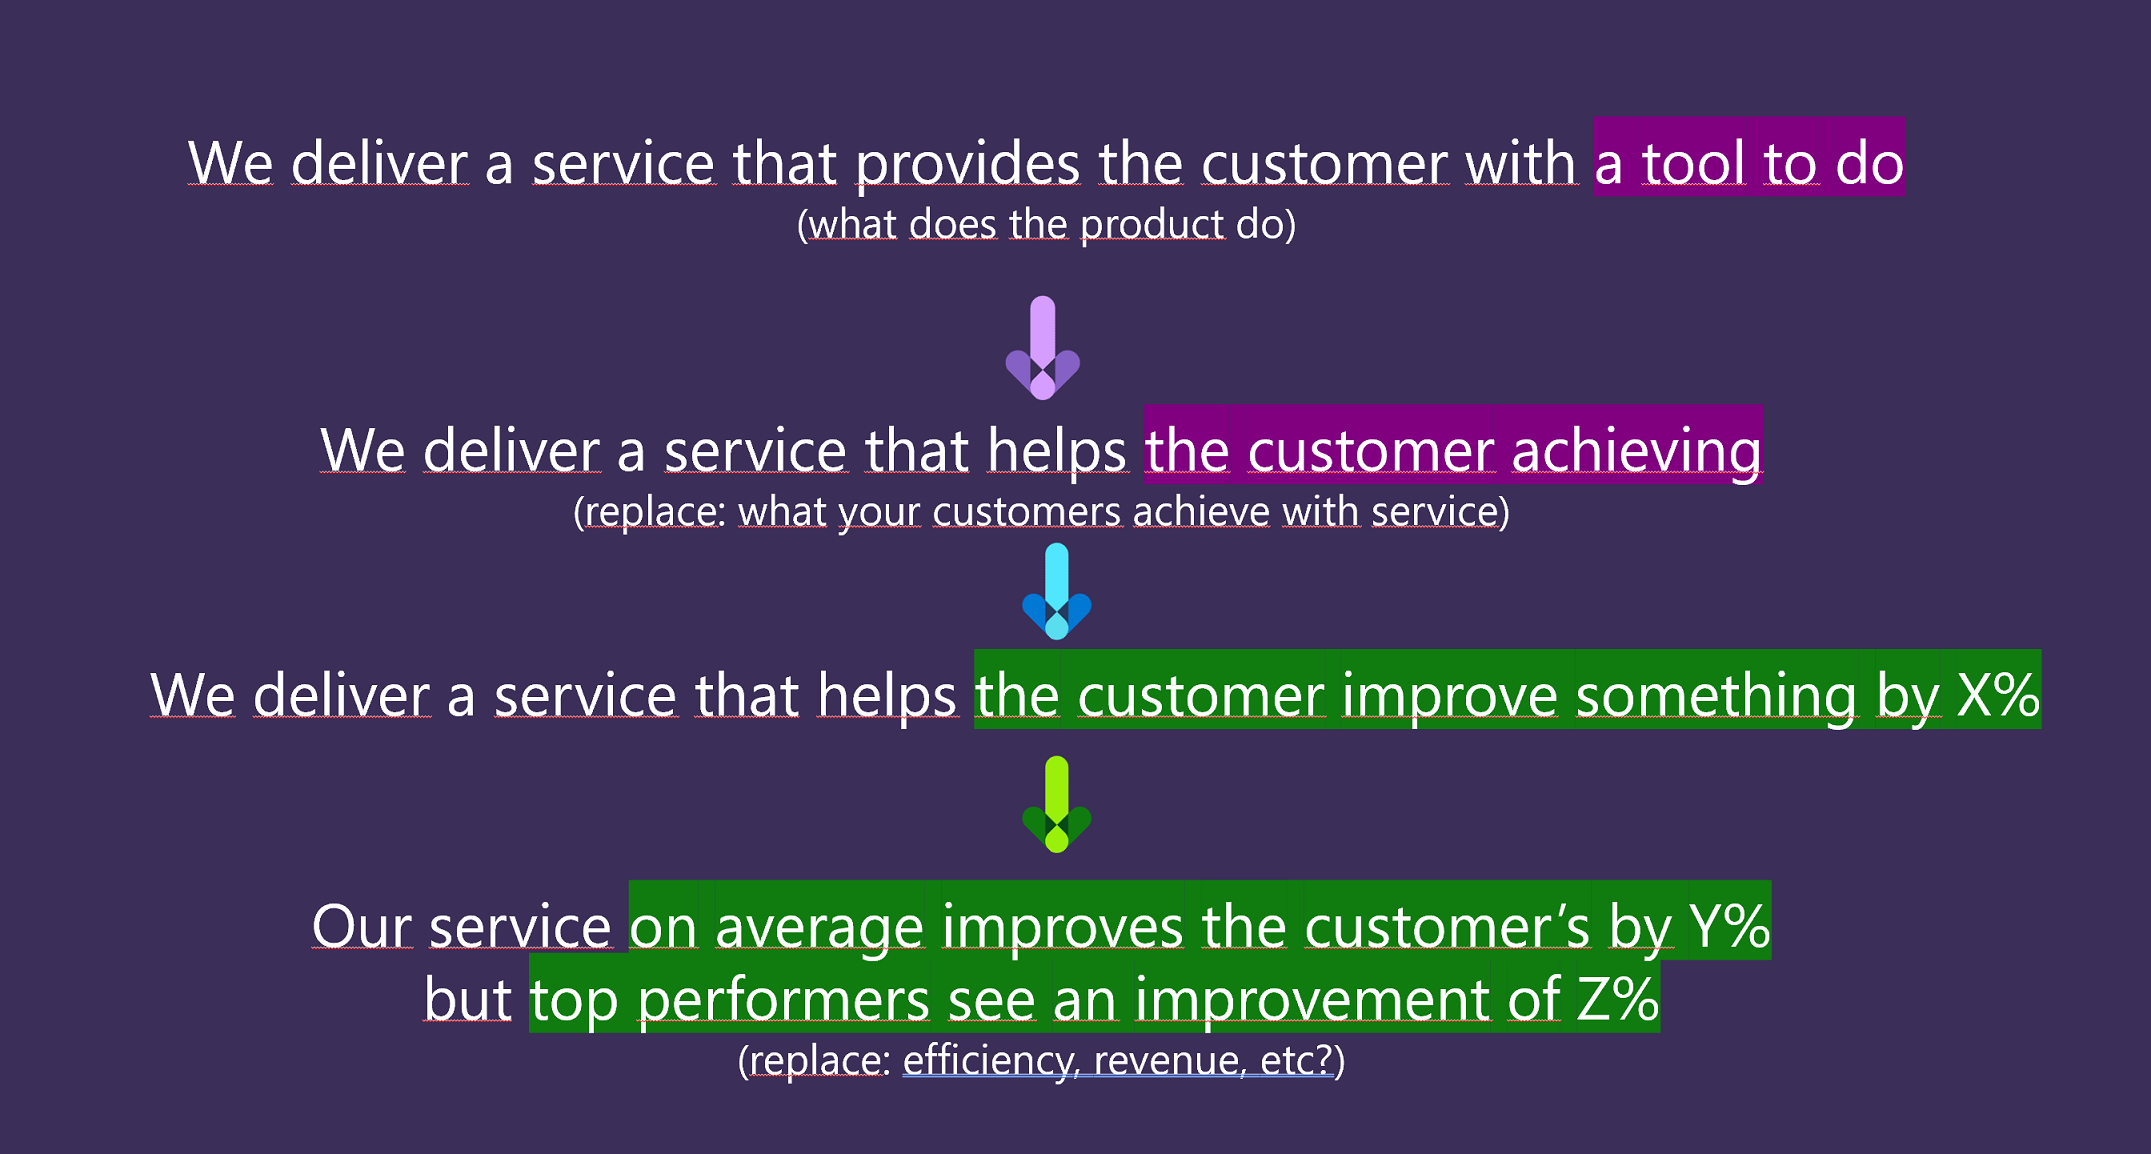 We deliver a service that provides the customer with a tool to do
(what does the product do)
We deliver a service that helps the customer achieving
(replace: what your customers achieve with service)
We deliver a service that helps the customer improve something by X%
Our service on average improves the customer’s by Y%
but top performers see an improvement of Z%
(replace: efficiency, revenue, etc?)